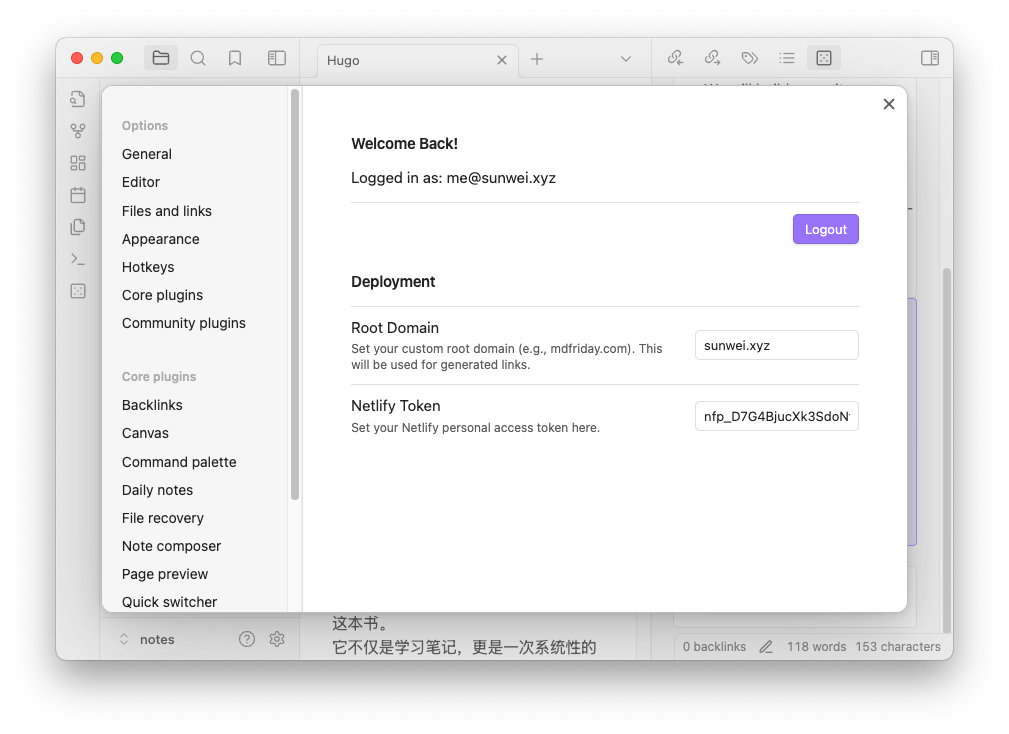 Hugo
Options
General
Editor
Files and links
Appearance
Hotkeys
Core plugins
Community plugins
Core plugins
Backlinks
Canvas
Command palette
Daily notes
File recovery
Note composer
Page preview
Quick switcher
Welcome Back!
Logged in as: me@sunwei.xyz
Logout
Deployment
Root Domain
Set your custom root domain (e.g., mdfriday.com). This
will be used for generated links.
sunwei.xyz
Netlify Token
Set your Netlify personal access token here.
nfp_D7G4BjucXk3SdoN
notes
这本书。
它不仅是学习笔记，更是一次系统性的
0 backlinks
118 words
153 characters